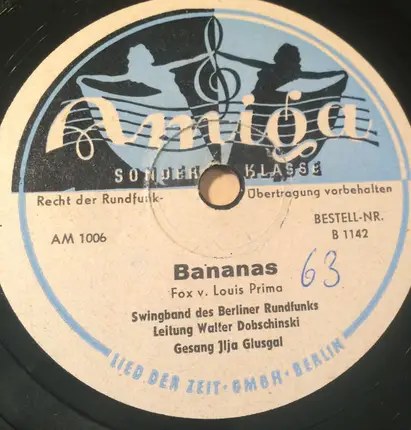 Amiga
SONDER KLASSE
Recht der Rundfunk- Übertragung vorbehalten
AM 1006
BESTELL-NR.
B 1142
Bananas
63
Fox v. Louis Prima
Swingband des Berliner Rundfunks
Leitung Walter Dobschinski
Gesang Jlja Glusgal
LIED DER ZEIT · GMBH · BERLIN